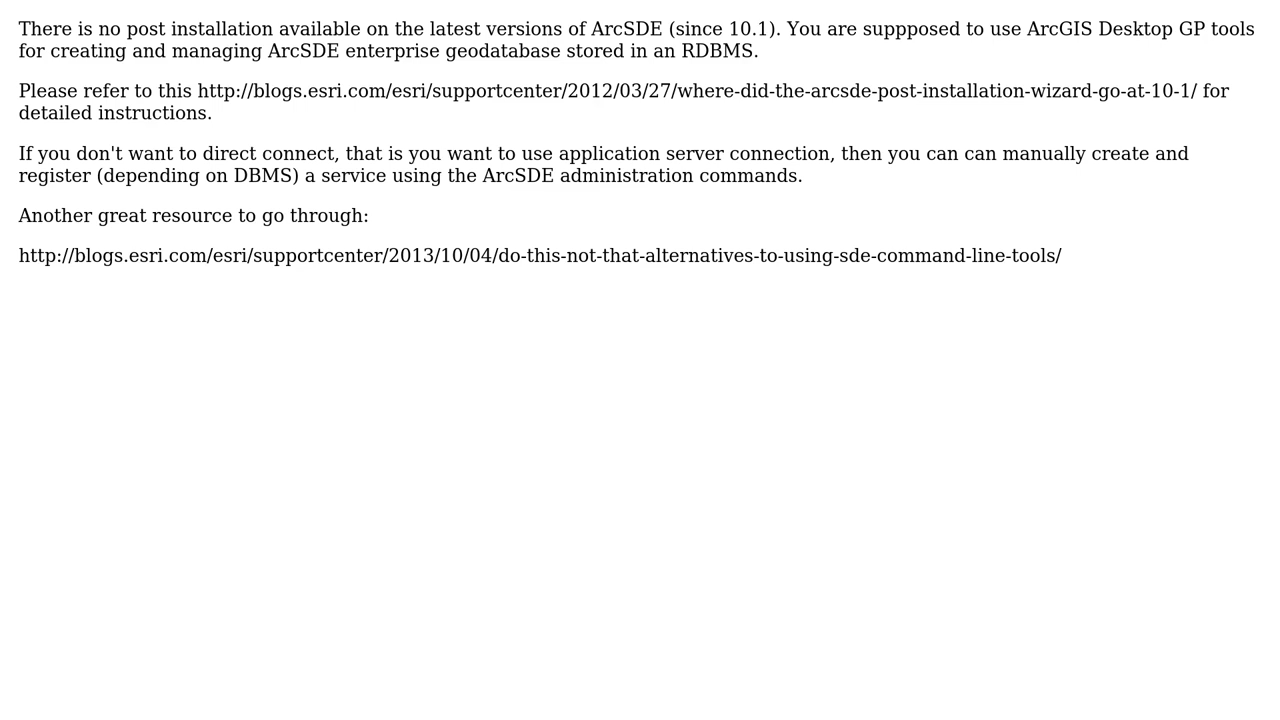 There is no post installation available on the latest versions of ArcSDE (since 10.1). You are suppposed to use ArcGIS Desktop GP tools
for creating and managing ArcSDE enterprise geodatabase stored in an RDBMS.
Please refer to this http://blogs.esri.com/esri/supportcenter/2012/03/27/where-did-the-arcsde-post-installation-wizard-go-at-10-1/ for
detailed instructions.
If you don't want to direct connect, that is you want to use application server connection, then you can can manually create and
register (depending on DBMS) a service using the ArcSDE administration commands.
Another great resource to go through:
http://blogs.esri.com/esri/supportcenter/2013/10/04/do-this-not-that-alternatives-to-using-sde-command-line-tools/